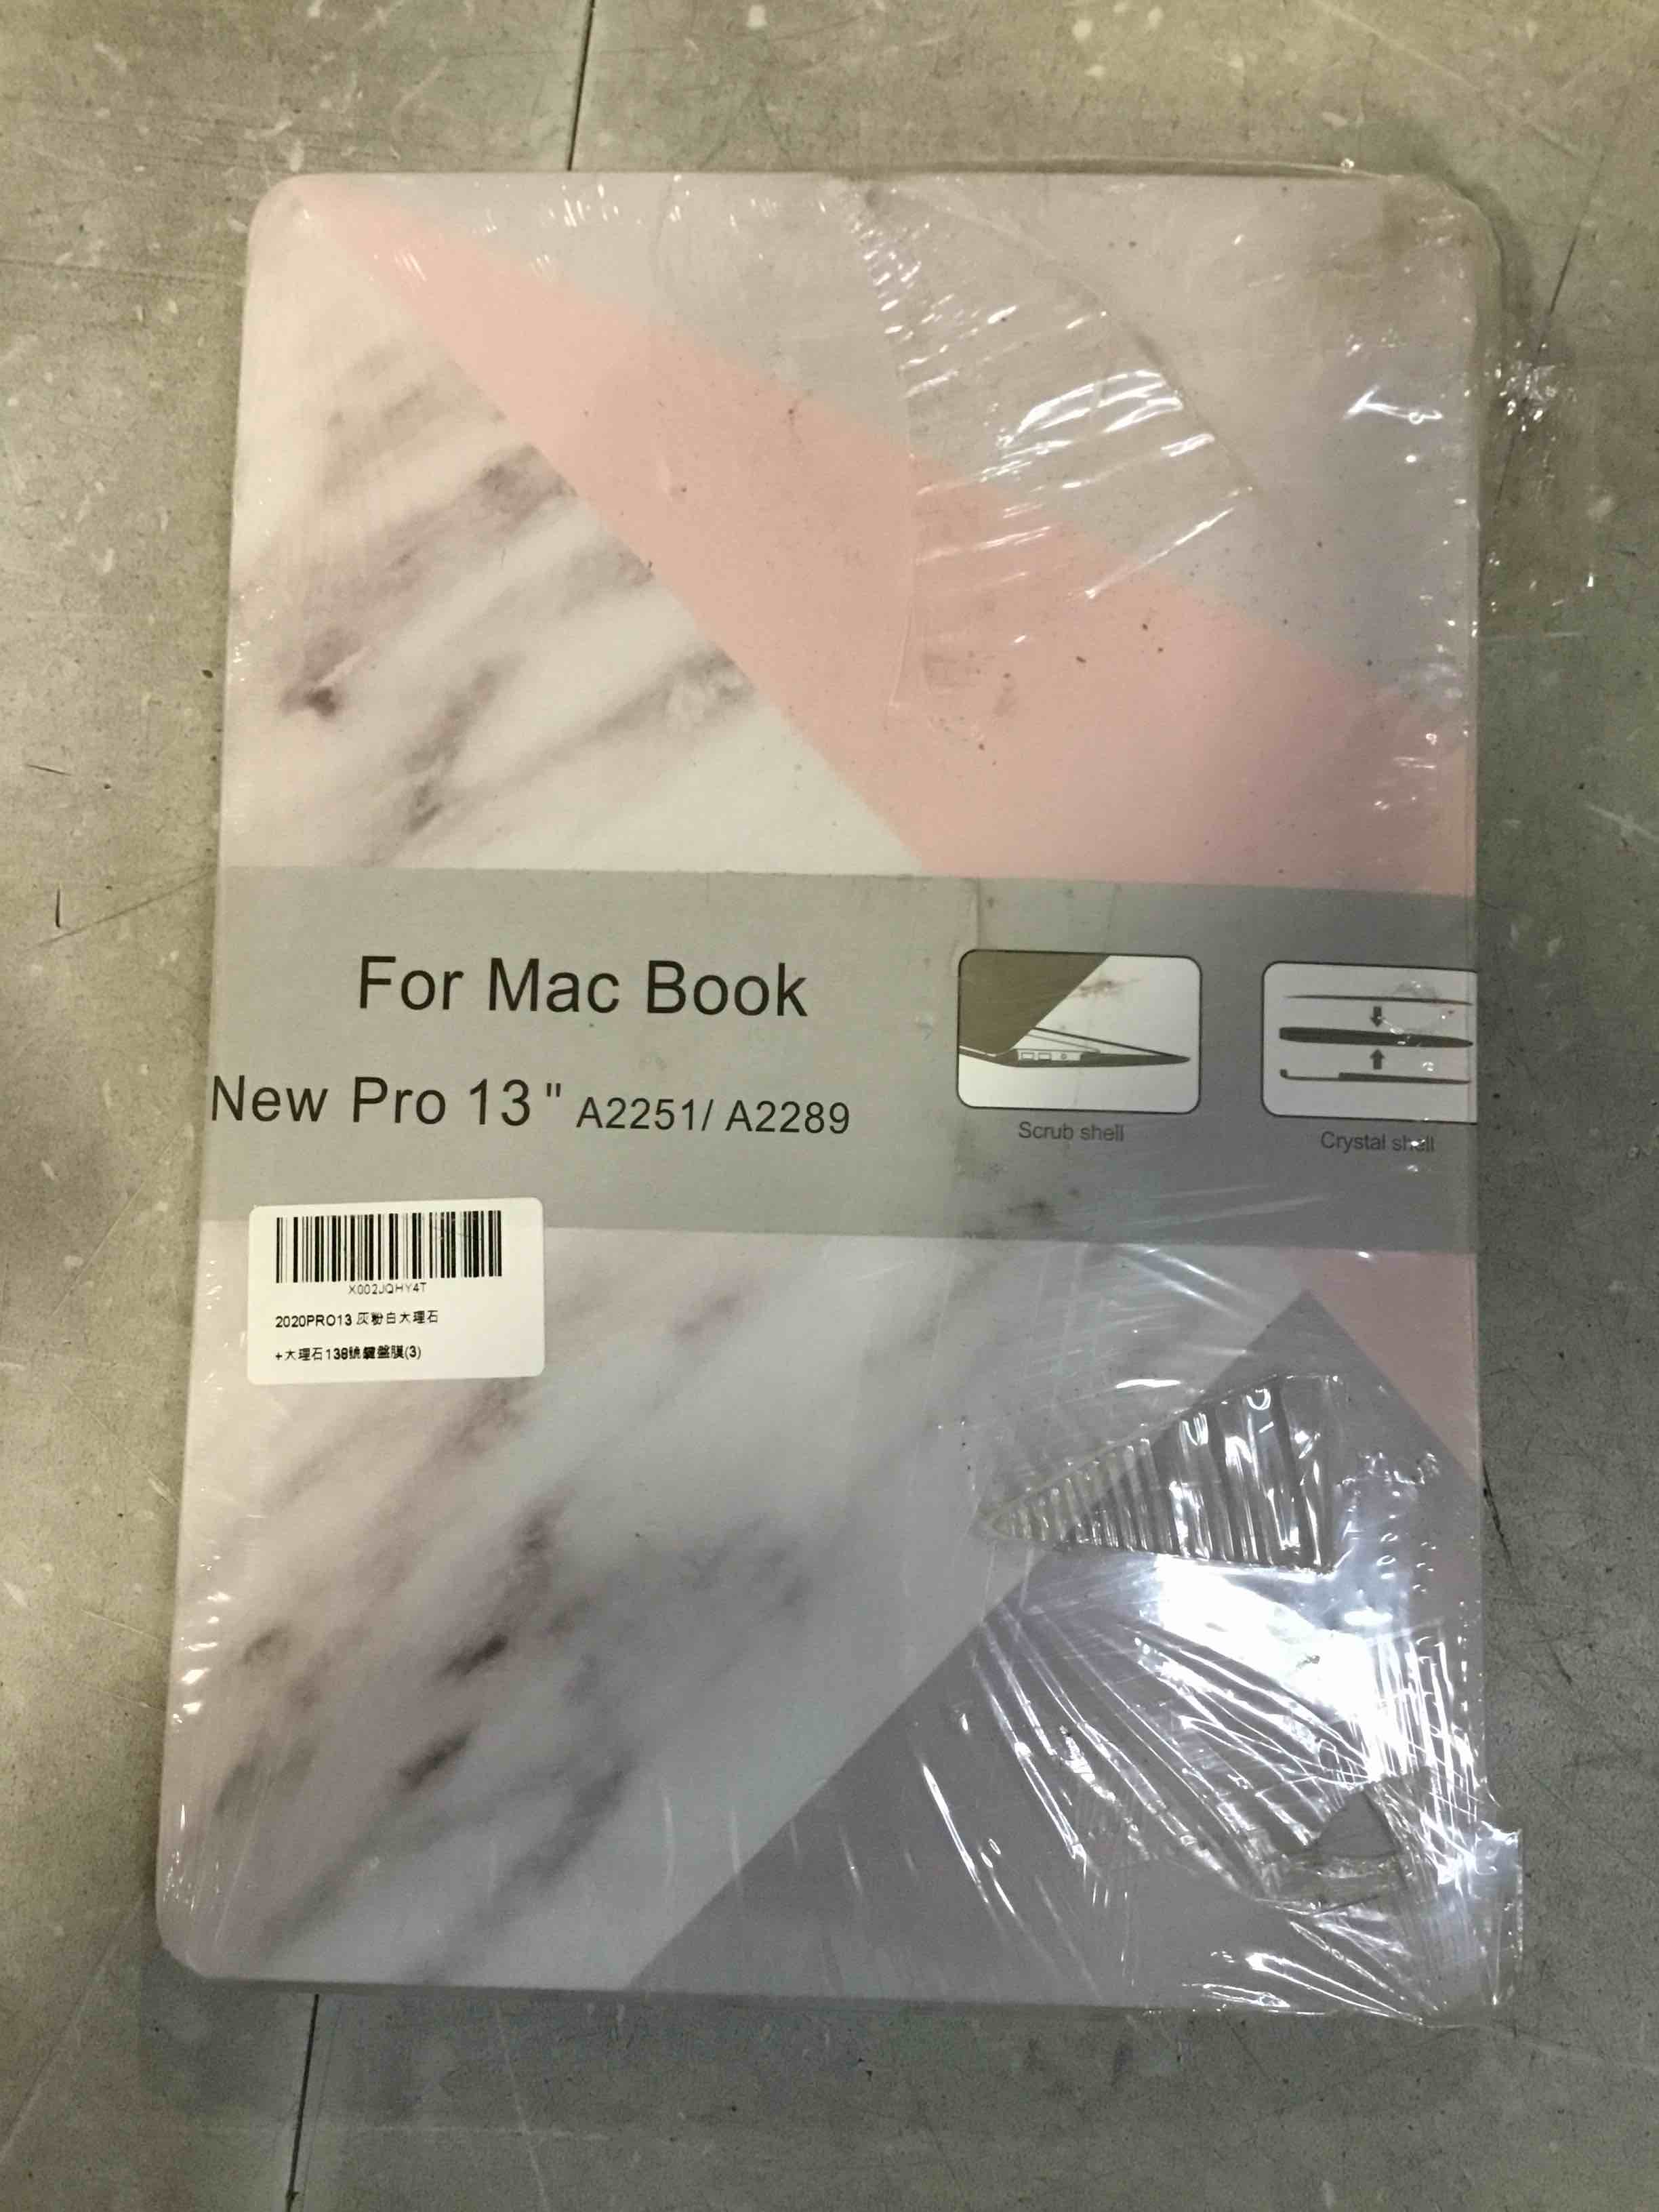 For Mac Book
New Pro 13" A2251/ A2289
Scrub shell
Crystal shell
X002JQHY4T
2020PRO13 灰粉白大理石
+大理石138號鍵盤膜(3)